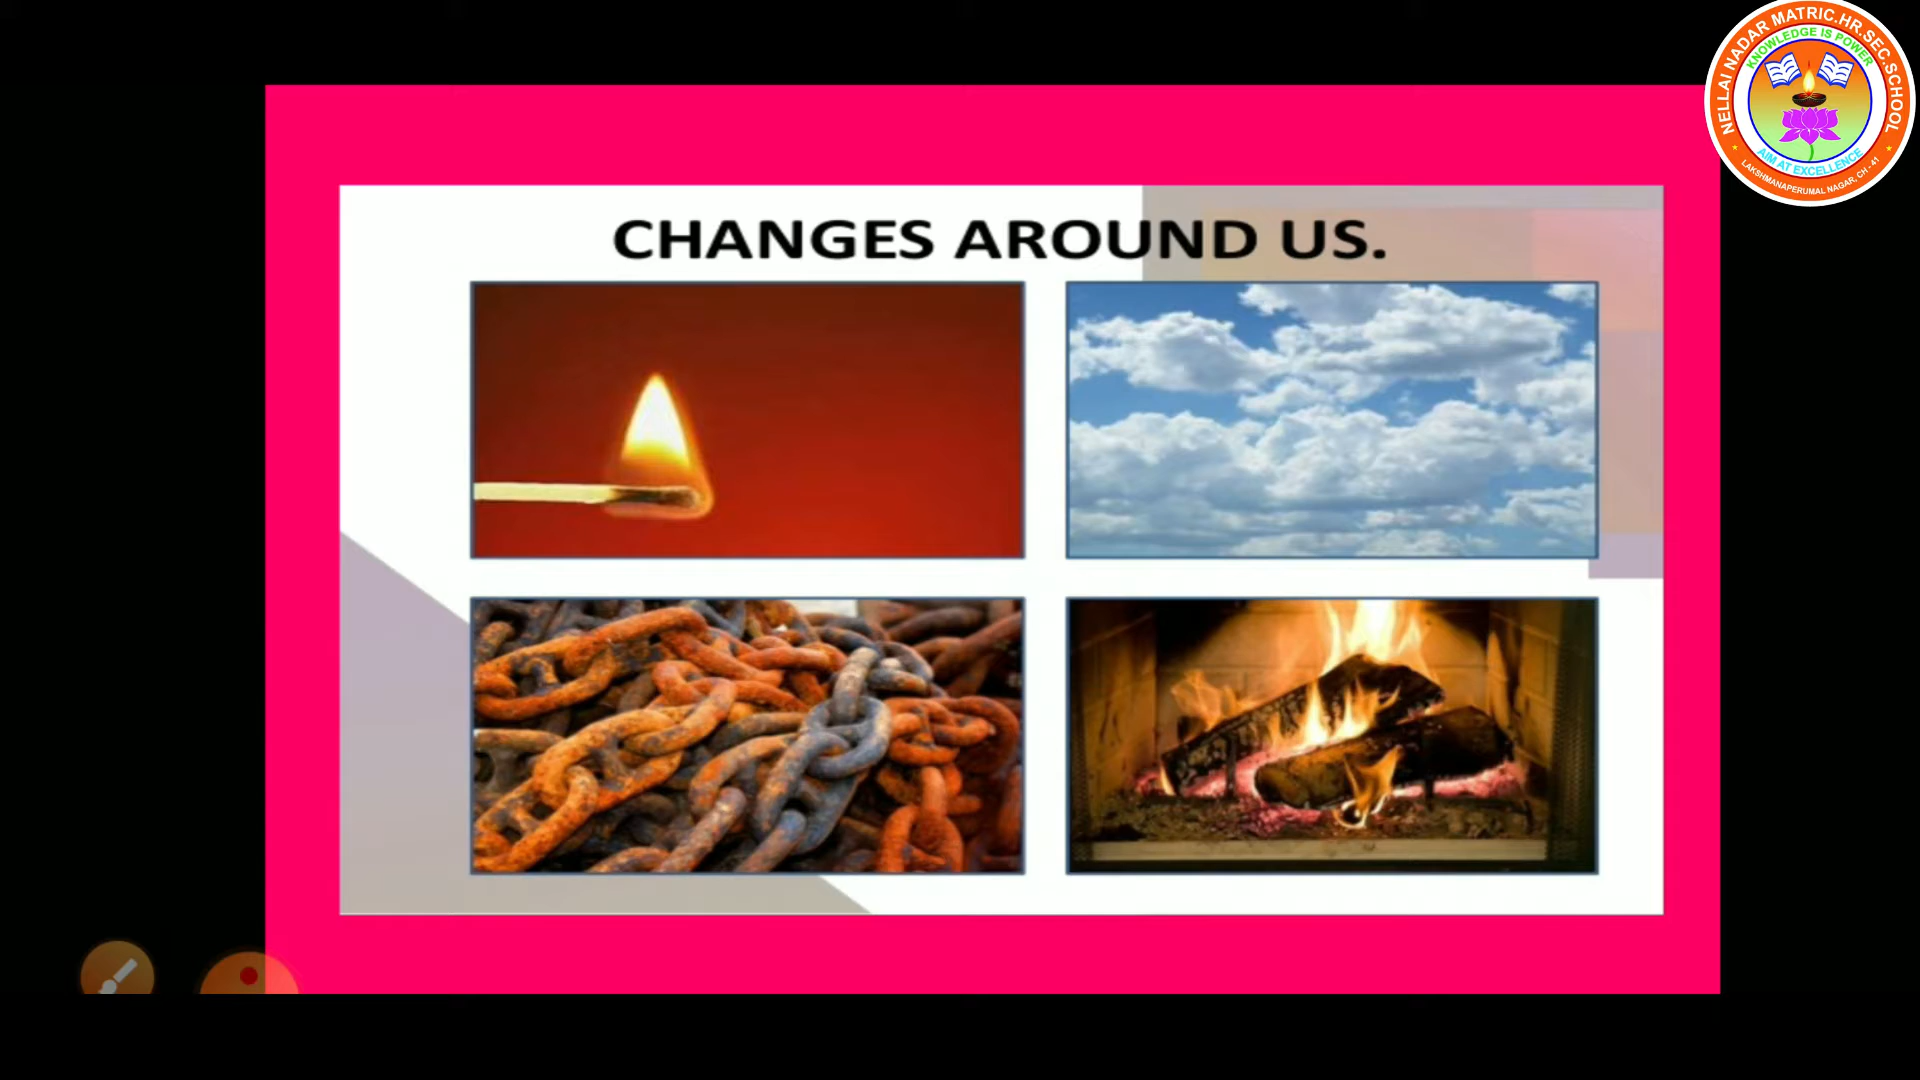 CHANGES AROUND US.
NELLAI NADAR MATRIC.HR.SEC.SCHOOL
KNOWLEDGE IS POWER
AIM AT EXCELLENCE
LAKSHMANAPERUMAL NAGAR, CH - 41